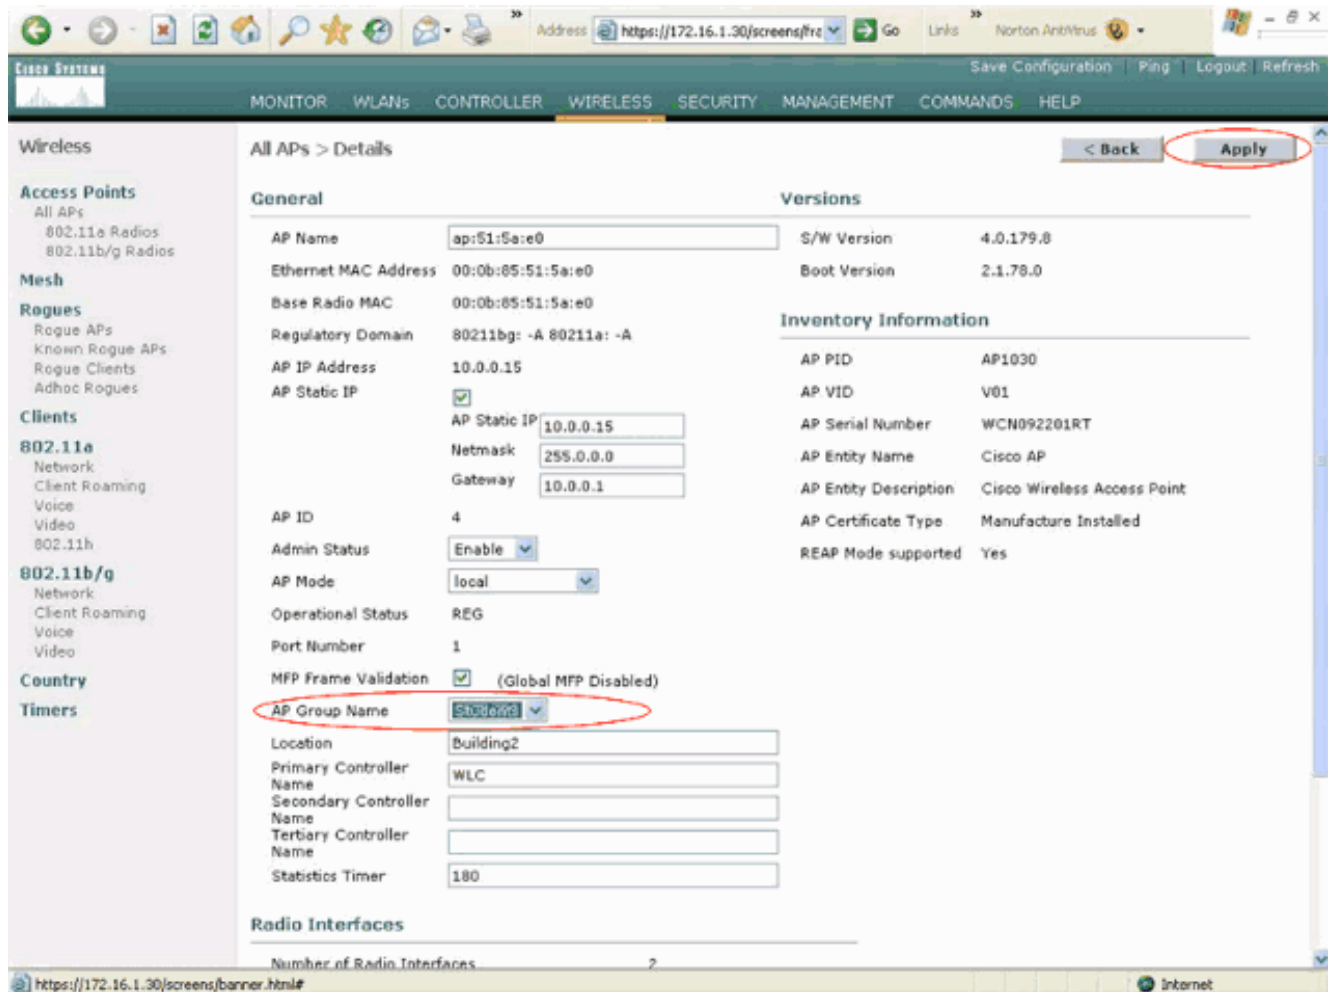 Address https://172.16.1.30/screens/fra Go Links Norton AntiVirus
CISCO SYSTEMS
Save Configuration Ping Logout Refresh
MONITOR WLANs CONTROLLER WIRELESS SECURITY MANAGEMENT COMMANDS HELP
Wireless
Access Points
All APs
802.11a Radios
802.11b/g Radios
Mesh
Rogues
Rogue APs
Known Rogue APs
Rogue Clients
Adhoc Rogues
Clients
802.11a
Network
Client Roaming
Voice
Video
802.11h
802.11b/g
Network
Client Roaming
Voice
Video
Country
Timers
All APs > Details
< Back Apply
General
AP Name ap:51:5a:e0
Ethernet MAC Address 00:0b:85:51:5a:e0
Base Radio MAC 00:0b:85:51:5a:e0
Regulatory Domain 80211bg: -A 80211a: -A
AP IP Address 10.0.0.15
AP Static IP
AP Static IP 10.0.0.15
Netmask 255.0.0.0
Gateway 10.0.0.1
AP ID 4
Admin Status Enable
AP Mode local
Operational Status REG
Port Number 1
MFP Frame Validation (Global MFP Disabled)
AP Group Name
Location Building2
Primary Controller
Name WLC
Secondary Controller
Name
Tertiary Controller
Name
Statistics Timer 180
Radio Interfaces
Number of Radio Interfaces 2
Versions
S/W Version 4.0.179.8
Boot Version 2.1.78.0
Inventory Information
AP PID AP1030
AP VID V01
AP Serial Number WCN092201RT
AP Entity Name Cisco AP
AP Entity Description Cisco Wireless Access Point
AP Certificate Type Manufacture Installed
REAP Mode supported Yes
https://172.16.1.30/screens/banner.html# Internet